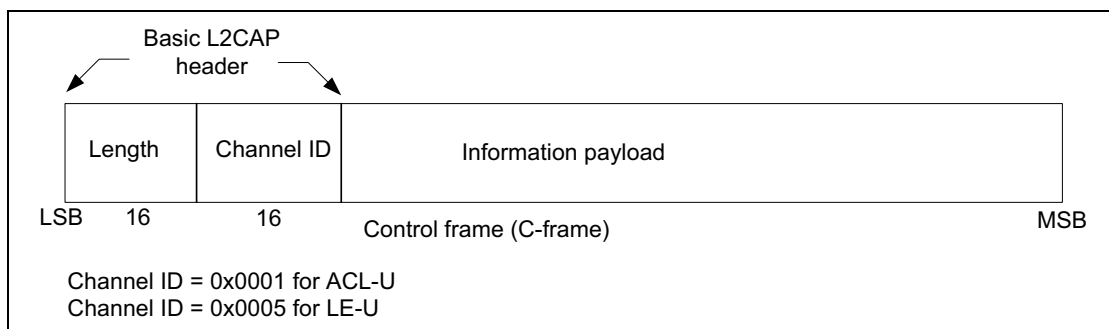 Basic L2CAP
header
Length
Channel ID
Information payload
LSB
16
16
Control frame (C-frame)
MSB
Channel ID = 0x0001 for ACL-U
Channel ID = 0x0005 for LE-U